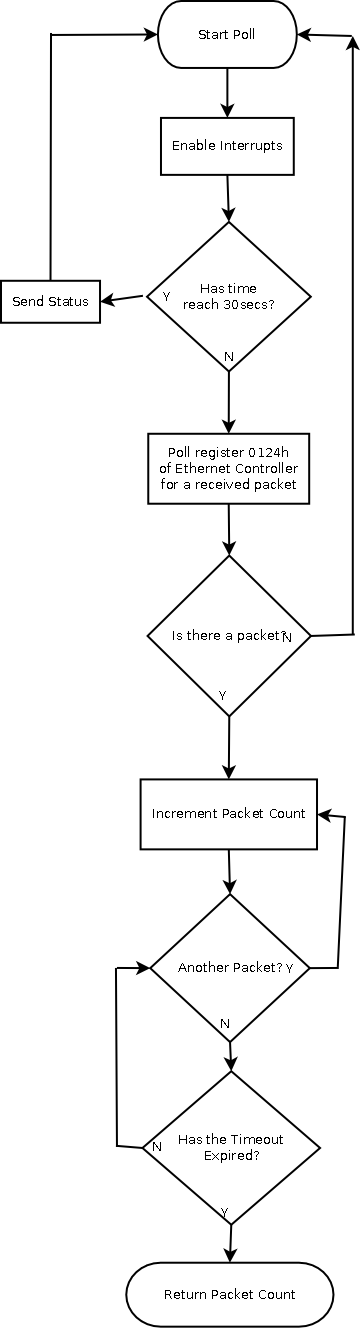 Start Poll
Enable Interrupts
Has time
reach 30secs?
Y
N
Send Status
Poll register 0124h
of Ethernet Controller
for a received packet
Is there a packet?
N
Y
Increment Packet Count
Another Packet?
Y
N
Has the Timeout
Expired?
N
Y
Return Packet Count